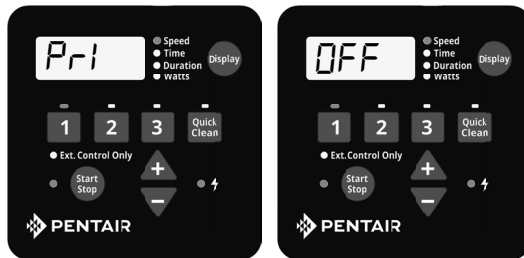 PrI
Speed
Time
Duration
Watts
Display
1 2 3 Quick Clean
Ext. Control Only
+
Start Stop
−
PENTAIR
OFF
Speed
Time
Duration
Watts
Display
1 2 3 Quick Clean
Ext. Control Only
+
Start Stop
−
PENTAIR